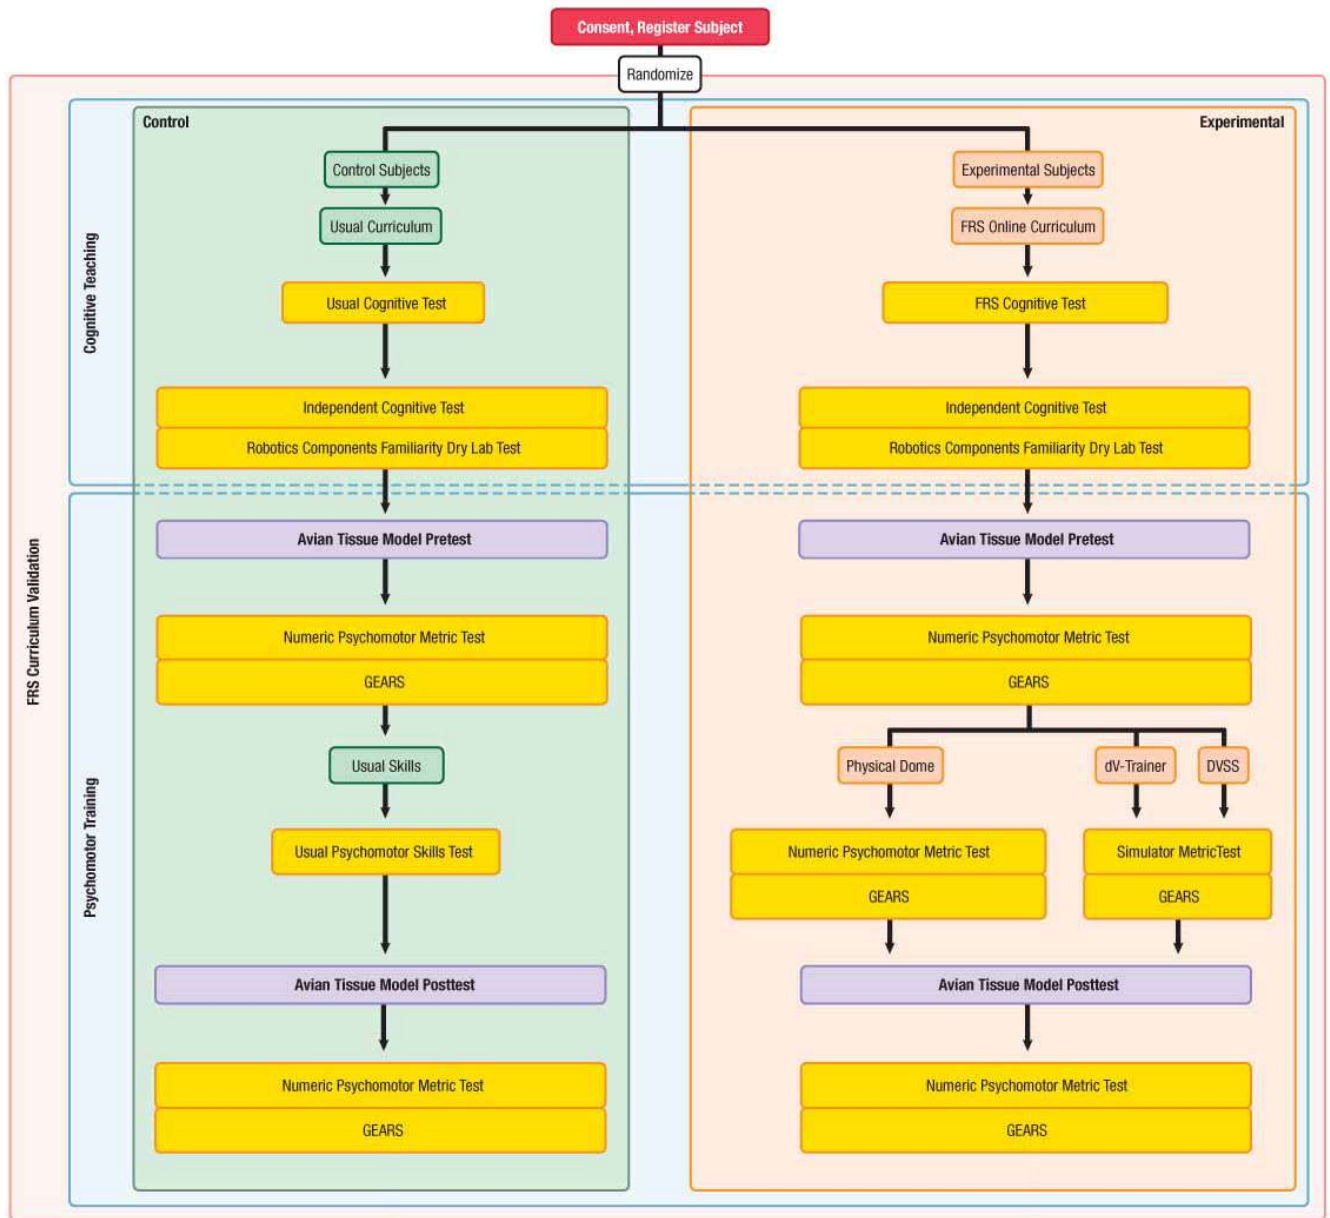 Consent, Register Subject
Randomize
Control
Experimental
Control Subjects
Experimental Subjects
Usual Curriculum
FRS Online Curriculum
Cognitive Teaching
Usual Cognitive Test
FRS Cognitive Test
Independent Cognitive Test
Independent Cognitive Test
Robotics Components Familiarity Dry Lab Test
Robotics Components Familiarity Dry Lab Test
FRS Curriculum Validation
Avian Tissue Model Pretest
Avian Tissue Model Pretest
Numeric Psychomotor Metric Test
Numeric Psychomotor Metric Test
GEARS
GEARS
Psychomotor Training
Usual Skills
Physical Dome
dV-Trainer
DVSS
Usual Psychomotor Skills Test
Numeric Psychomotor Metric Test
Simulator MetricTest
GEARS
GEARS
Avian Tissue Model Posttest
Avian Tissue Model Posttest
Numeric Psychomotor Metric Test
Numeric Psychomotor Metric Test
GEARS
GEARS